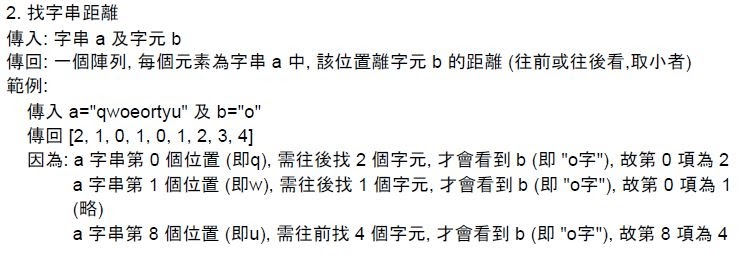 2. 找字串距離
傳入: 字串 a 及字元 b
傳回: 一個陣列, 每個元素為字串 a 中, 該位置離字元 b 的距離 (往前或往後看,取小者)
範例:
傳入 a="qwoeortyu" 及 b="o"
傳回 [2, 1, 0, 1, 0, 1, 2, 3, 4]
因為: a 字串第 0 個位置 (即q), 需往後找 2 個字元, 才會看到 b (即 "o字"), 故第 0 項為 2
a 字串第 1 個位置 (即w), 需往後找 1 個字元, 才會看到 b (即 "o字"), 故第 0 項為 1
(略)
a 字串第 8 個位置 (即u), 需往前找 4 個字元, 才會看到 b (即 "o字"), 故第 8 項為 4